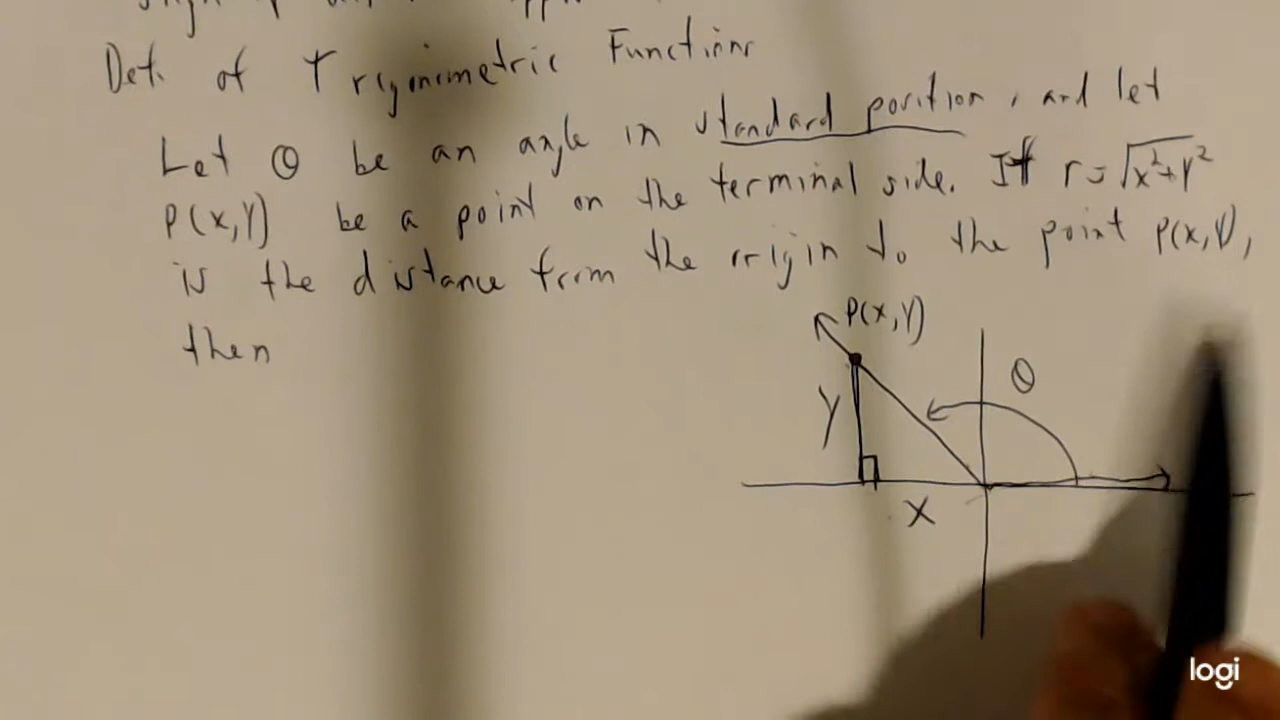 Def. of Trigonimetric Functions
Let θ be an angle in standard position, and let
P(x,y) be a point on the terminal side. If r = √x²+y²
is the distance from the origin to the point P(x,y),
then
P(x,y)
θ
y
x
logi